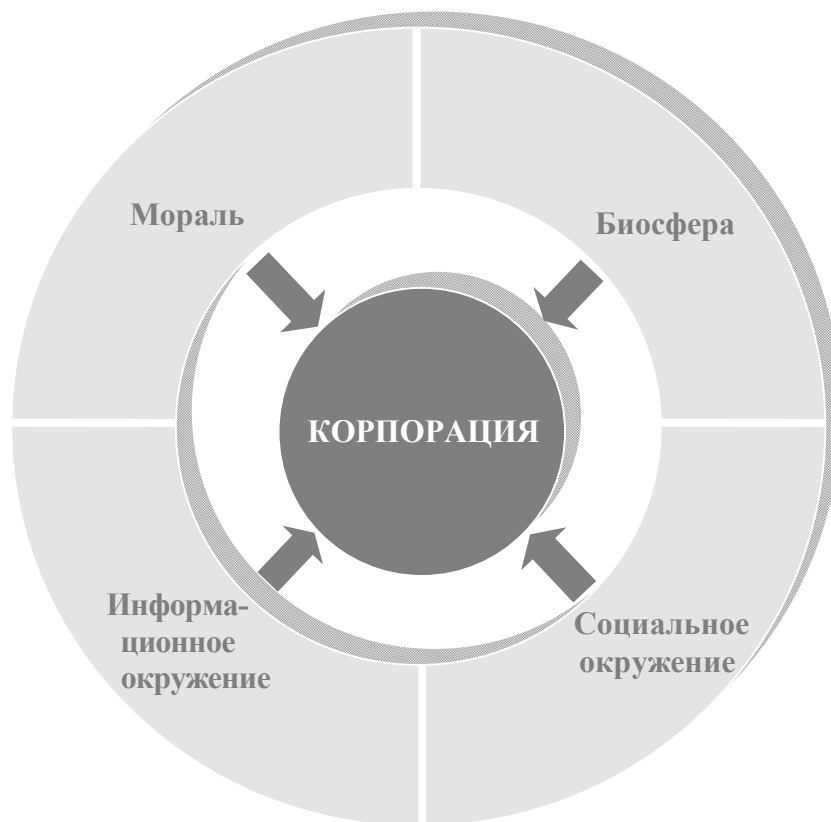 Мораль
Биосфера
КОРПОРАЦИЯ
Информа-
ционное
окружение
Социальное
окружение